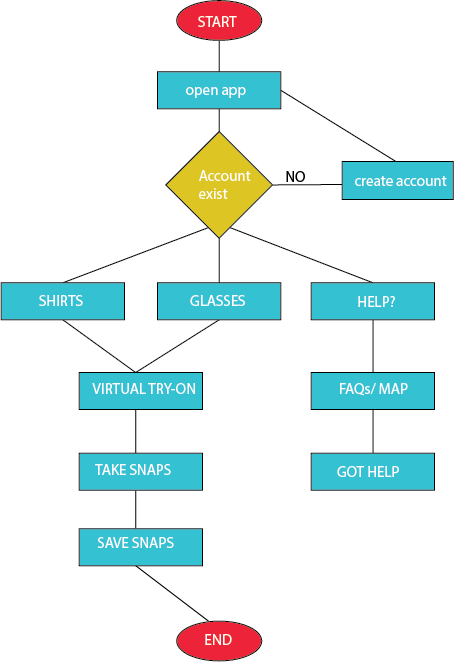 START
open app
Account
exist
NO
create account
SHIRTS
GLASSES
HELP?
VIRTUAL TRY-ON
FAQs/ MAP
TAKE SNAPS
GOT HELP
SAVE SNAPS
END